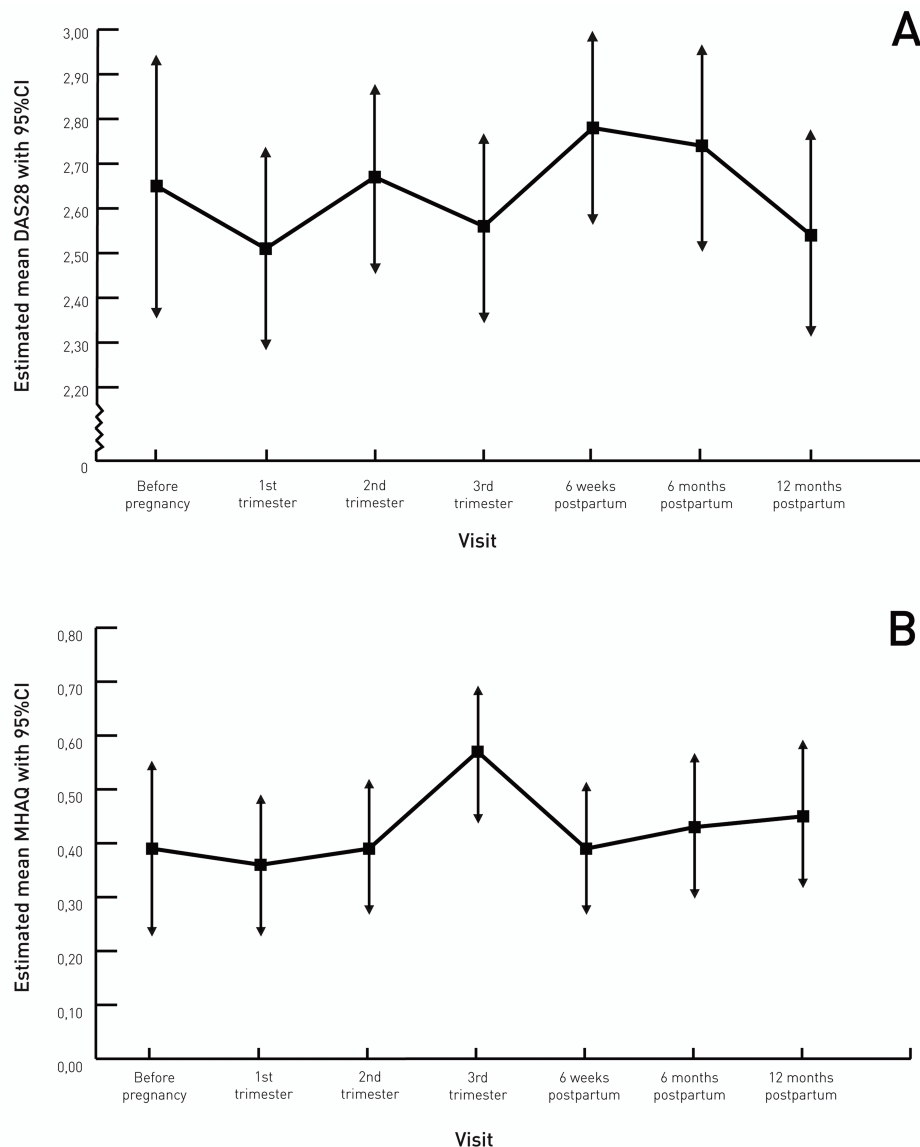 A
Estimated mean DAS28 with 95%CI
3,00
2,90
2,80
2,70
2,60
2,50
2,40
2,30
2,20
0
Before
pregnancy
1st
trimester
2nd
trimester
3rd
trimester
6 weeks
postpartum
6 months
postpartum
12 months
postpartum
Visit
B
Estimated mean MHAQ with 95%CI
0,80
0,70
0,60
0,50
0,40
0,30
0,20
0,10
0,00
Before
pregnancy
1st
trimester
2nd
trimester
3rd
trimester
6 weeks
postpartum
6 months
postpartum
12 months
postpartum
Visit